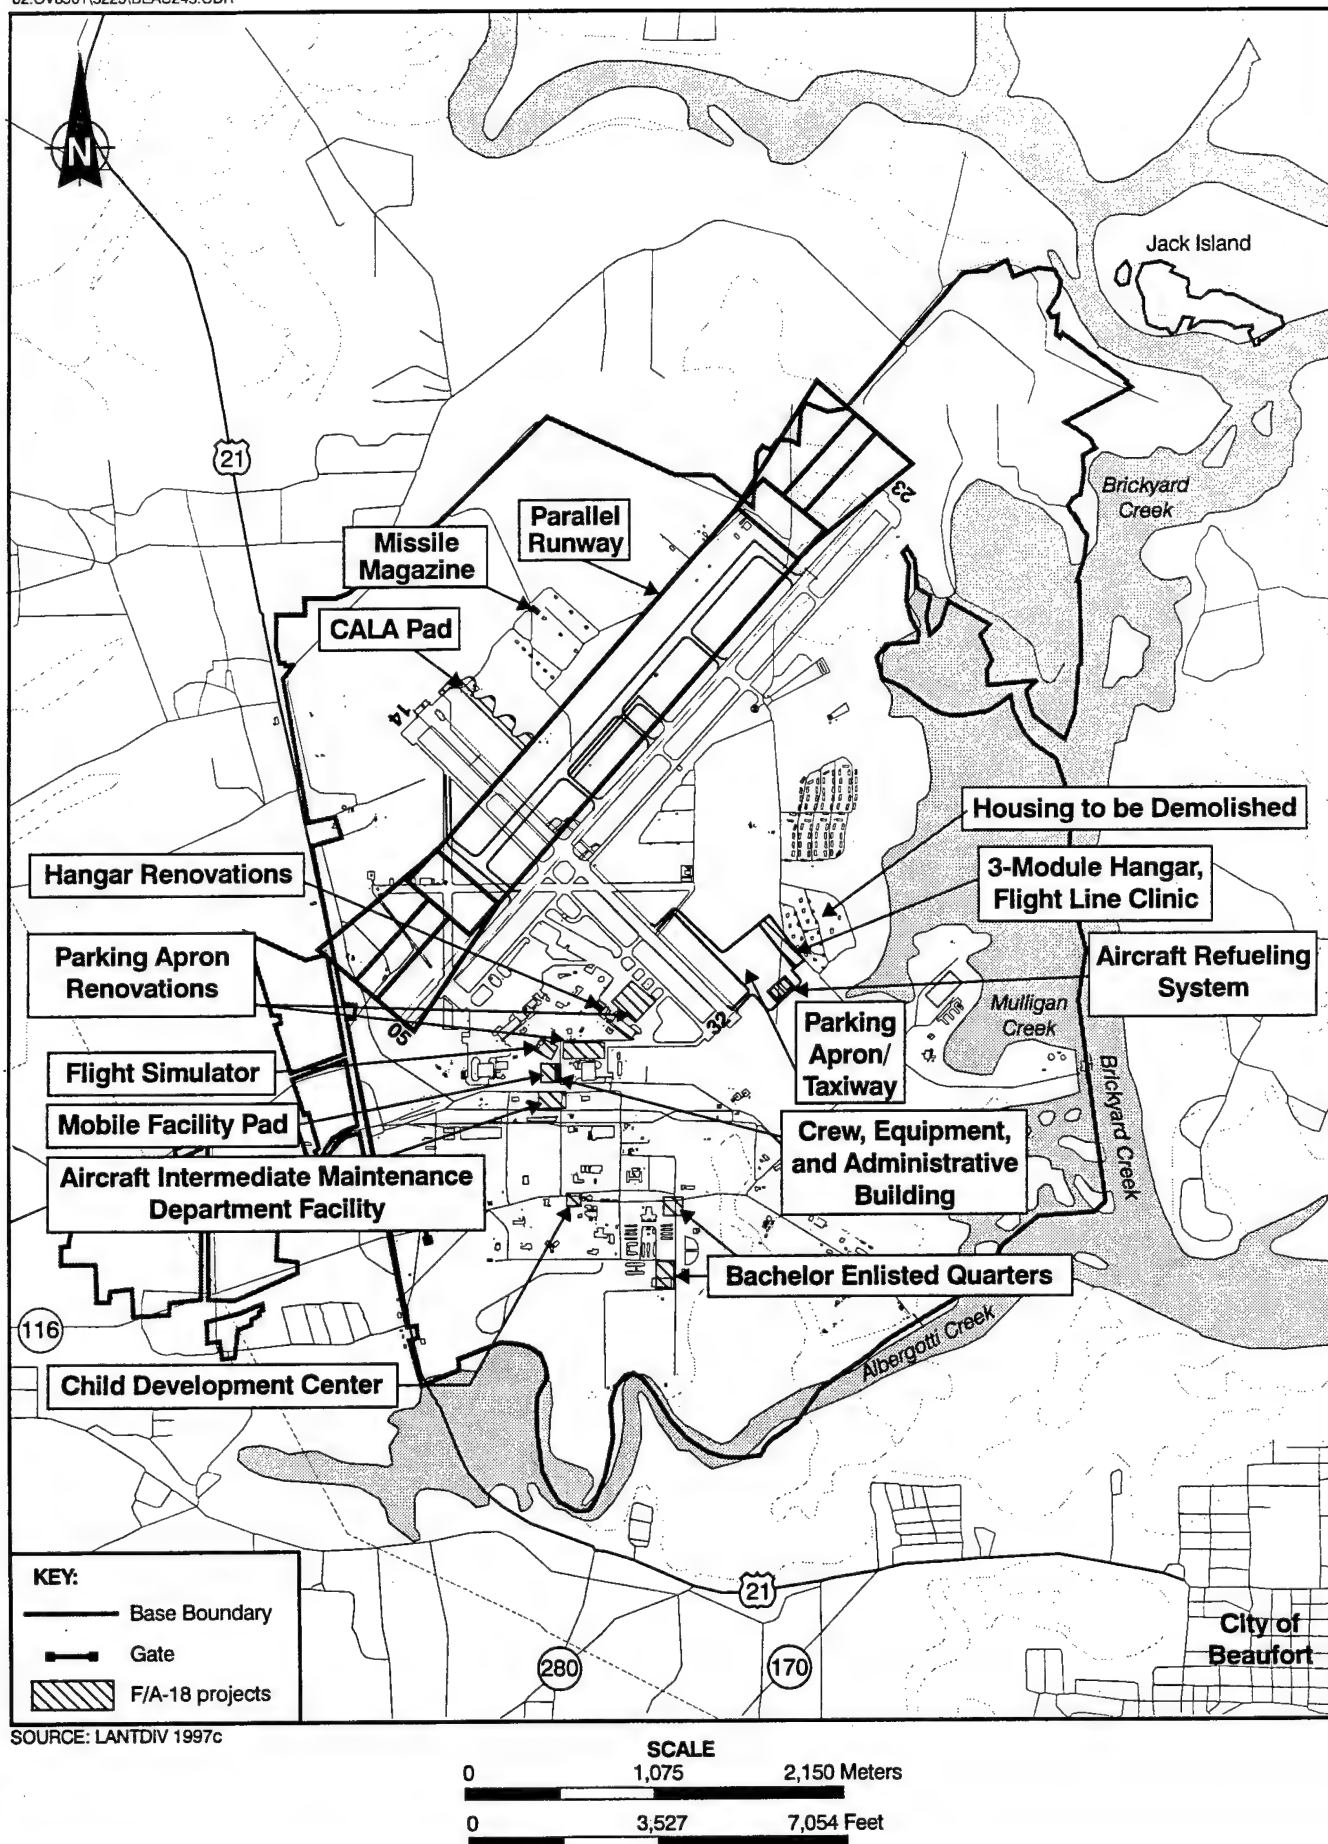 N
Jack Island
21
Brickyard
Creek
23
Parallel
Runway
Missile
Magazine
CALA Pad
14
Housing to be Demolished
Hangar Renovations
3-Module Hangar,
Flight Line Clinic
Parking Apron
Renovations
Aircraft Refueling
System
Mulligan
Creek
05
32
Parking
Apron/
Taxiway
Flight Simulator
Brickyard Creek
Mobile Facility Pad
Crew, Equipment,
and Administrative
Building
Aircraft Intermediate Maintenance
Department Facility
Bachelor Enlisted Quarters
116
Albergotti Creek
Child Development Center
KEY:
Base Boundary
Gate
F/A-18 projects
21
City of
Beaufort
280
170
SOURCE: LANTDIV 1997c
SCALE
0 1,075 2,150 Meters
0 3,527 7,054 Feet